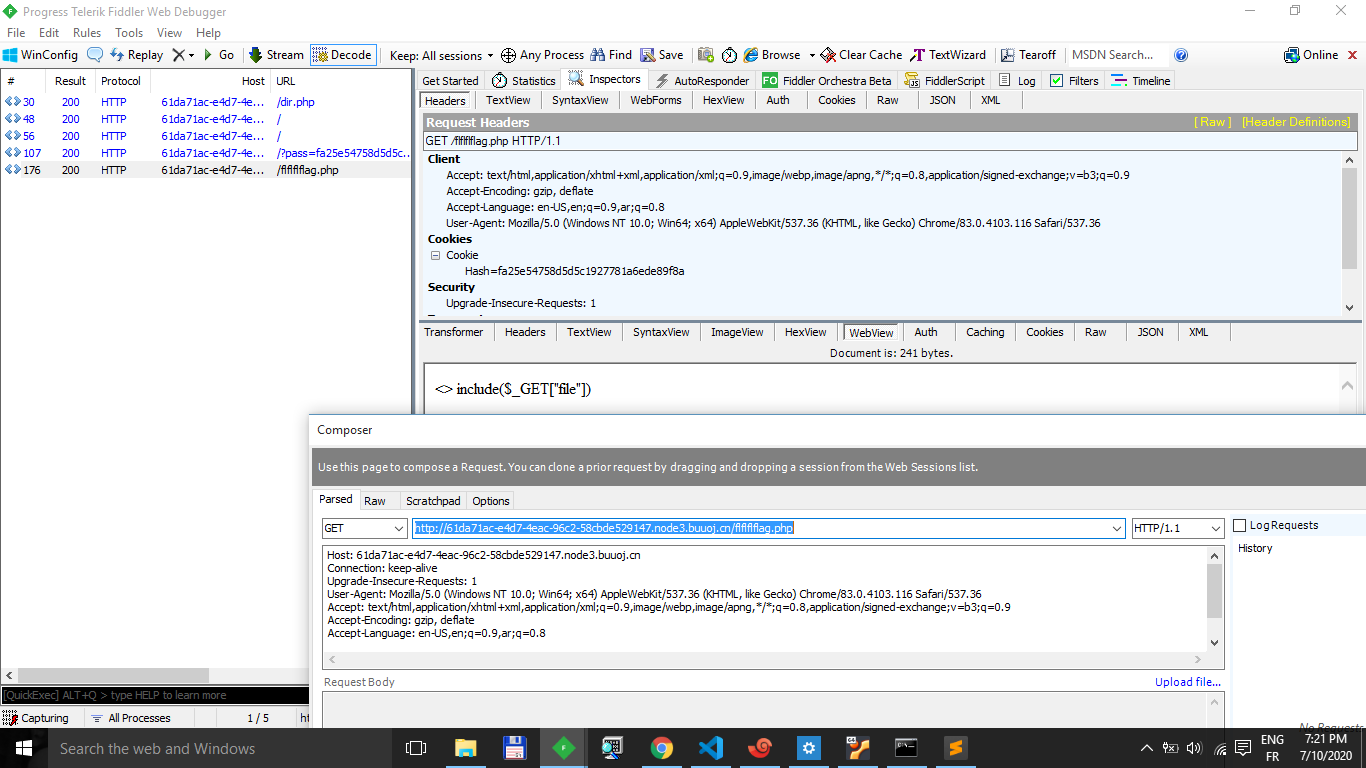 Progress Telerik Fiddler Web Debugger
File Edit Rules Tools View Help
WinConfig Replay Go Stream Decode Keep: All sessions Any Process Find Save Browse Clear Cache TextWizard Tearoff MSDN Search... Online
# Result Protocol Host URL
30 200 HTTP 61da71ac-e4d7-4e... /dir.php
48 200 HTTP 61da71ac-e4d7-4e... /
56 200 HTTP 61da71ac-e4d7-4e... /
107 200 HTTP 61da71ac-e4d7-4e... /?pass=fa25e54758d5d5c...
176 200 HTTP 61da71ac-e4d7-4e... /fllllllag.php
Get Started Statistics Inspectors AutoResponder FO Fiddler Orchestra Beta FiddlerScript Log Filters Timeline
Headers TextView SyntaxView WebForms HexView Auth Cookies Raw JSON XML
Request Headers [ Raw ] [Header Definitions]
HTTP/1.1
Client
Accept: text/html,application/xhtml+xml,application/xml;q=0.9,image/webp,image/apng,*/*;q=0.8,application/signed-exchange;v=b3;q=0.9
Accept-Encoding: gzip, deflate
Accept-Language: en-US,en;q=0.9,ar;q=0.8
User-Agent: Mozilla/5.0 (Windows NT 10.0; Win64; x64) AppleWebKit/537.36 (KHTML, like Gecko) Chrome/83.0.4103.116 Safari/537.36
Cookies
Cookie
Hash=fa25e54758d5d5c1927781a6ede89f8a
Security
Upgrade-Insecure-Requests: 1
Transformer Headers TextView SyntaxView ImageView HexView WebView Auth Caching Cookies Raw JSON XML
Document is: 241 bytes.
<> include($_GET["file"])
Composer
Use this page to compose a Request. You can clone a prior request by dragging and dropping a session from the Web Sessions list.
Parsed Raw Scratchpad Options
GET HTTP/1.1 Log Requests
History
Host: 61da71ac-e4d7-4eac-96c2-58cbde529147.node3.buuoj.cn
Connection: keep-alive
Upgrade-Insecure-Requests: 1
User-Agent: Mozilla/5.0 (Windows NT 10.0; Win64; x64) AppleWebKit/537.36 (KHTML, like Gecko) Chrome/83.0.4103.116 Safari/537.36
Accept: text/html,application/xhtml+xml,application/xml;q=0.9,image/webp,image/apng,*/*;q=0.8,application/signed-exchange;v=b3;q=0.9
Accept-Encoding: gzip, deflate
Accept-Language: en-US,en;q=0.9,ar;q=0.8
Request Body Upload file...
No Requests
[QuickExec] ALT+Q > type HELP to learn more
Capturing All Processes 1 / 5 ht
Search the web and Windows
ENG
FR
7:21 PM
7/10/2020